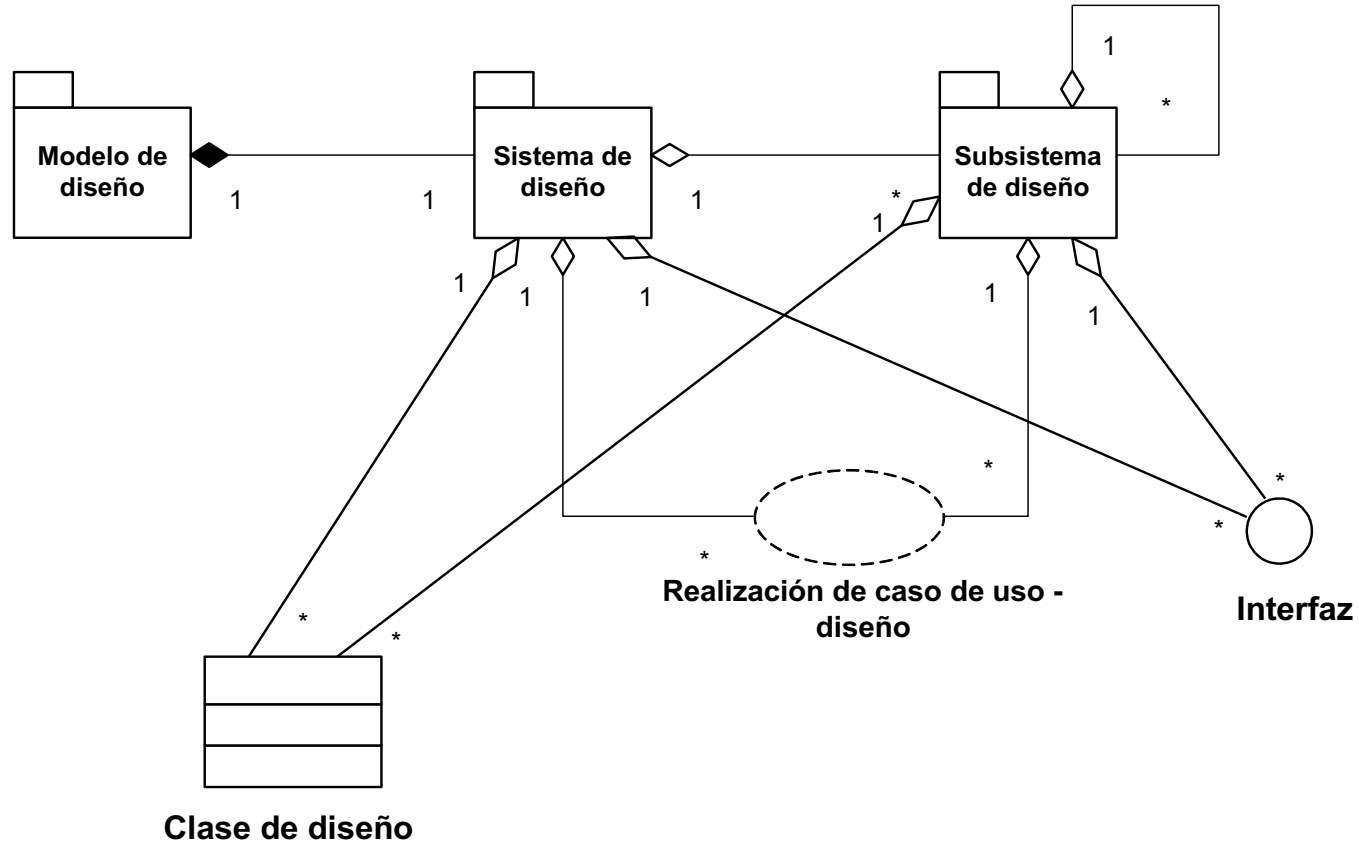 1
*
Modelo de
diseño
Sistema de
diseño
Subsistema
de diseño
1
1
1
*
1
1
1
1
1
1
*
*
*
*
*
*
Realización de caso de uso -
diseño
Interfaz
Clase de diseño